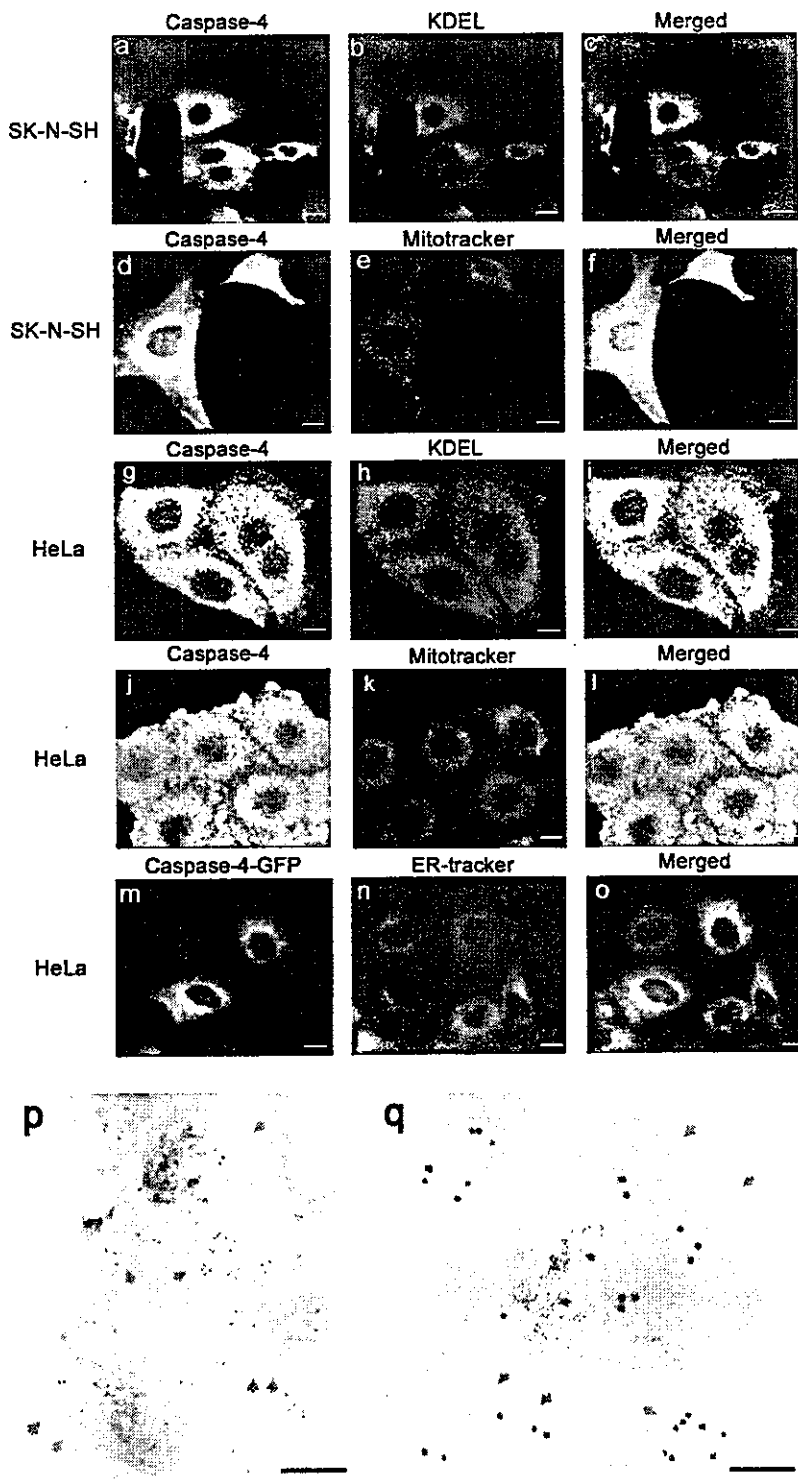 Caspase-4 KDEL Merged
a b c
SK-N-SH
Caspase-4 Mitotracker Merged
d e f
SK-N-SH
Caspase-4 KDEL Merged
g h i
HeLa
Caspase-4 Mitotracker Merged
j k l
HeLa
Caspase-4-GFP ER-tracker Merged
m n o
HeLa
p q